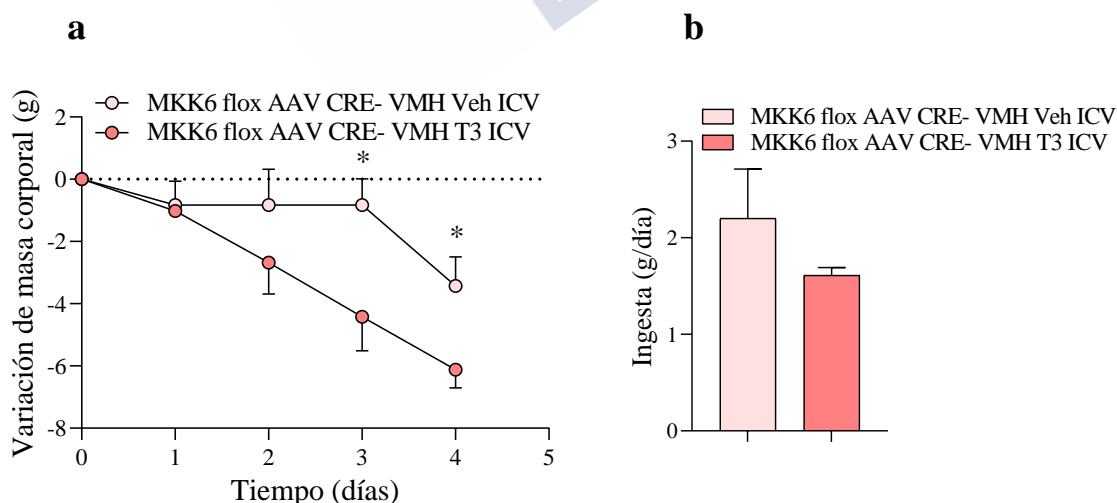 a
MKK6 flox AAV CRE- VMH Veh ICV
MKK6 flox AAV CRE- VMH T3 ICV
Variación de masa corporal (g)
2
0
-2
-4
-6
-8
*
*
0 1 2 3 4 5
Tiempo (días)
b
MKK6 flox AAV CRE- VMH Veh ICV
MKK6 flox AAV CRE- VMH T3 ICV
Ingesta (g/día)
3
2
1
0